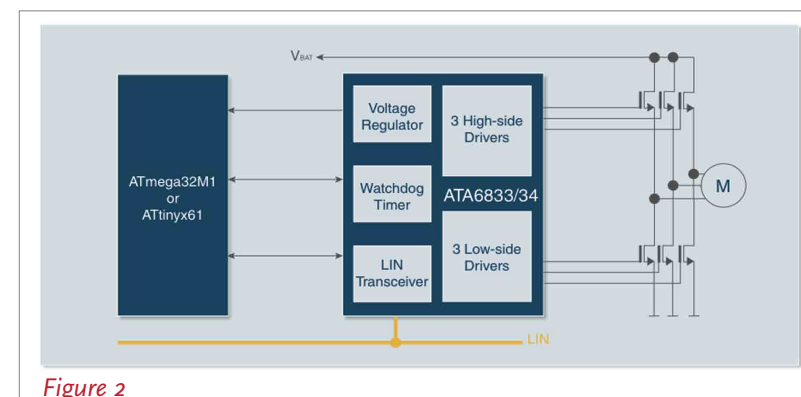 VBAT
Voltage
Regulator
3 High-side
Drivers
ATmega32M1
or
ATtinyx61
Watchdog
Timer
ATA6833/34
M
LIN
Transceiver
3 Low-side
Drivers
LIN
Figure 2